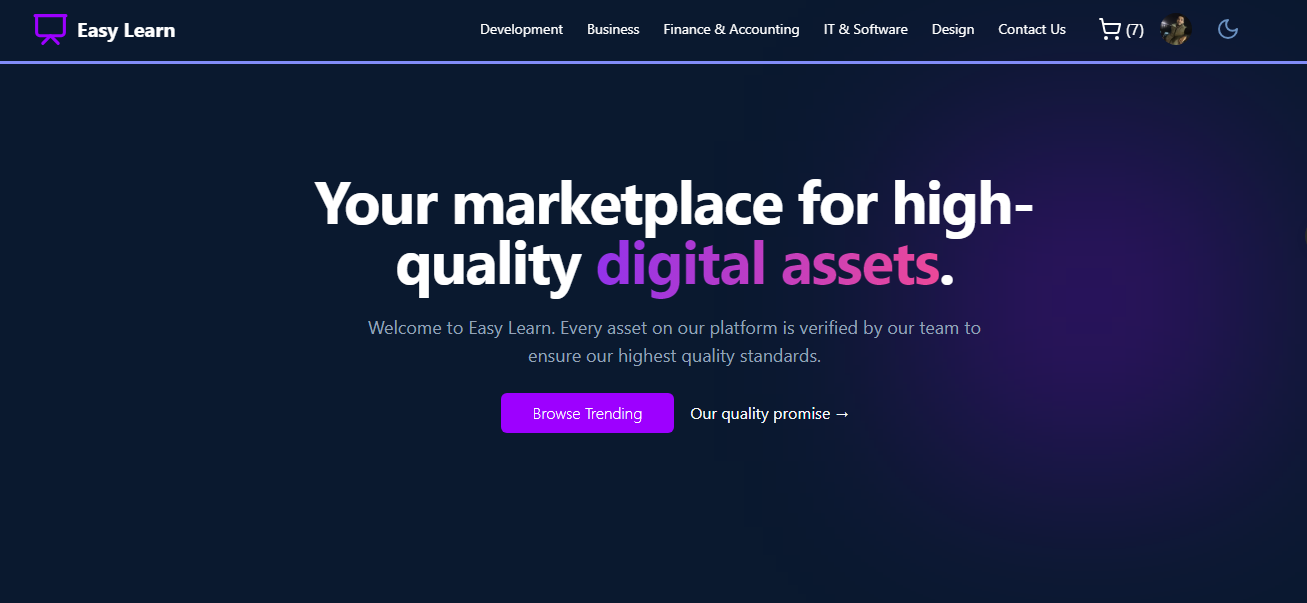 Easy Learn
Development Business Finance & Accounting IT & Software Design Contact Us (7)
Your marketplace for high-
quality digital assets.
Welcome to Easy Learn. Every asset on our platform is verified by our team to
ensure our highest quality standards.
Browse Trending Our quality promise →